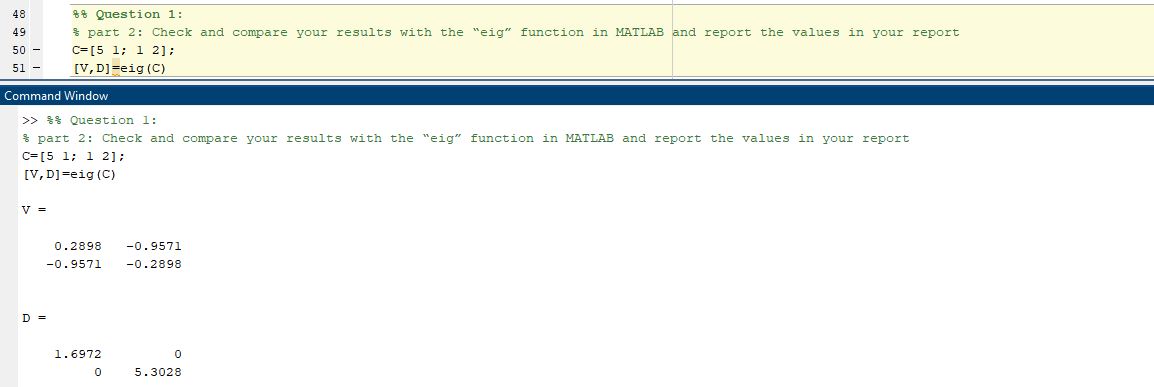 48 %% Question 1:
49 % part 2: Check and compare your results with the “eig” function in MATLAB and report the values in your report
50 – C=[5 1; 1 2];
51 – [V,D]=eig(C)
Command Window
>> %% Question 1:
% part 2: Check and compare your results with the “eig” function in MATLAB and report the values in your report
C=[5 1; 1 2];
[V,D]=eig(C)
V =
0.2898 -0.9571
-0.9571 -0.2898
D =
1.6972 0
0 5.3028